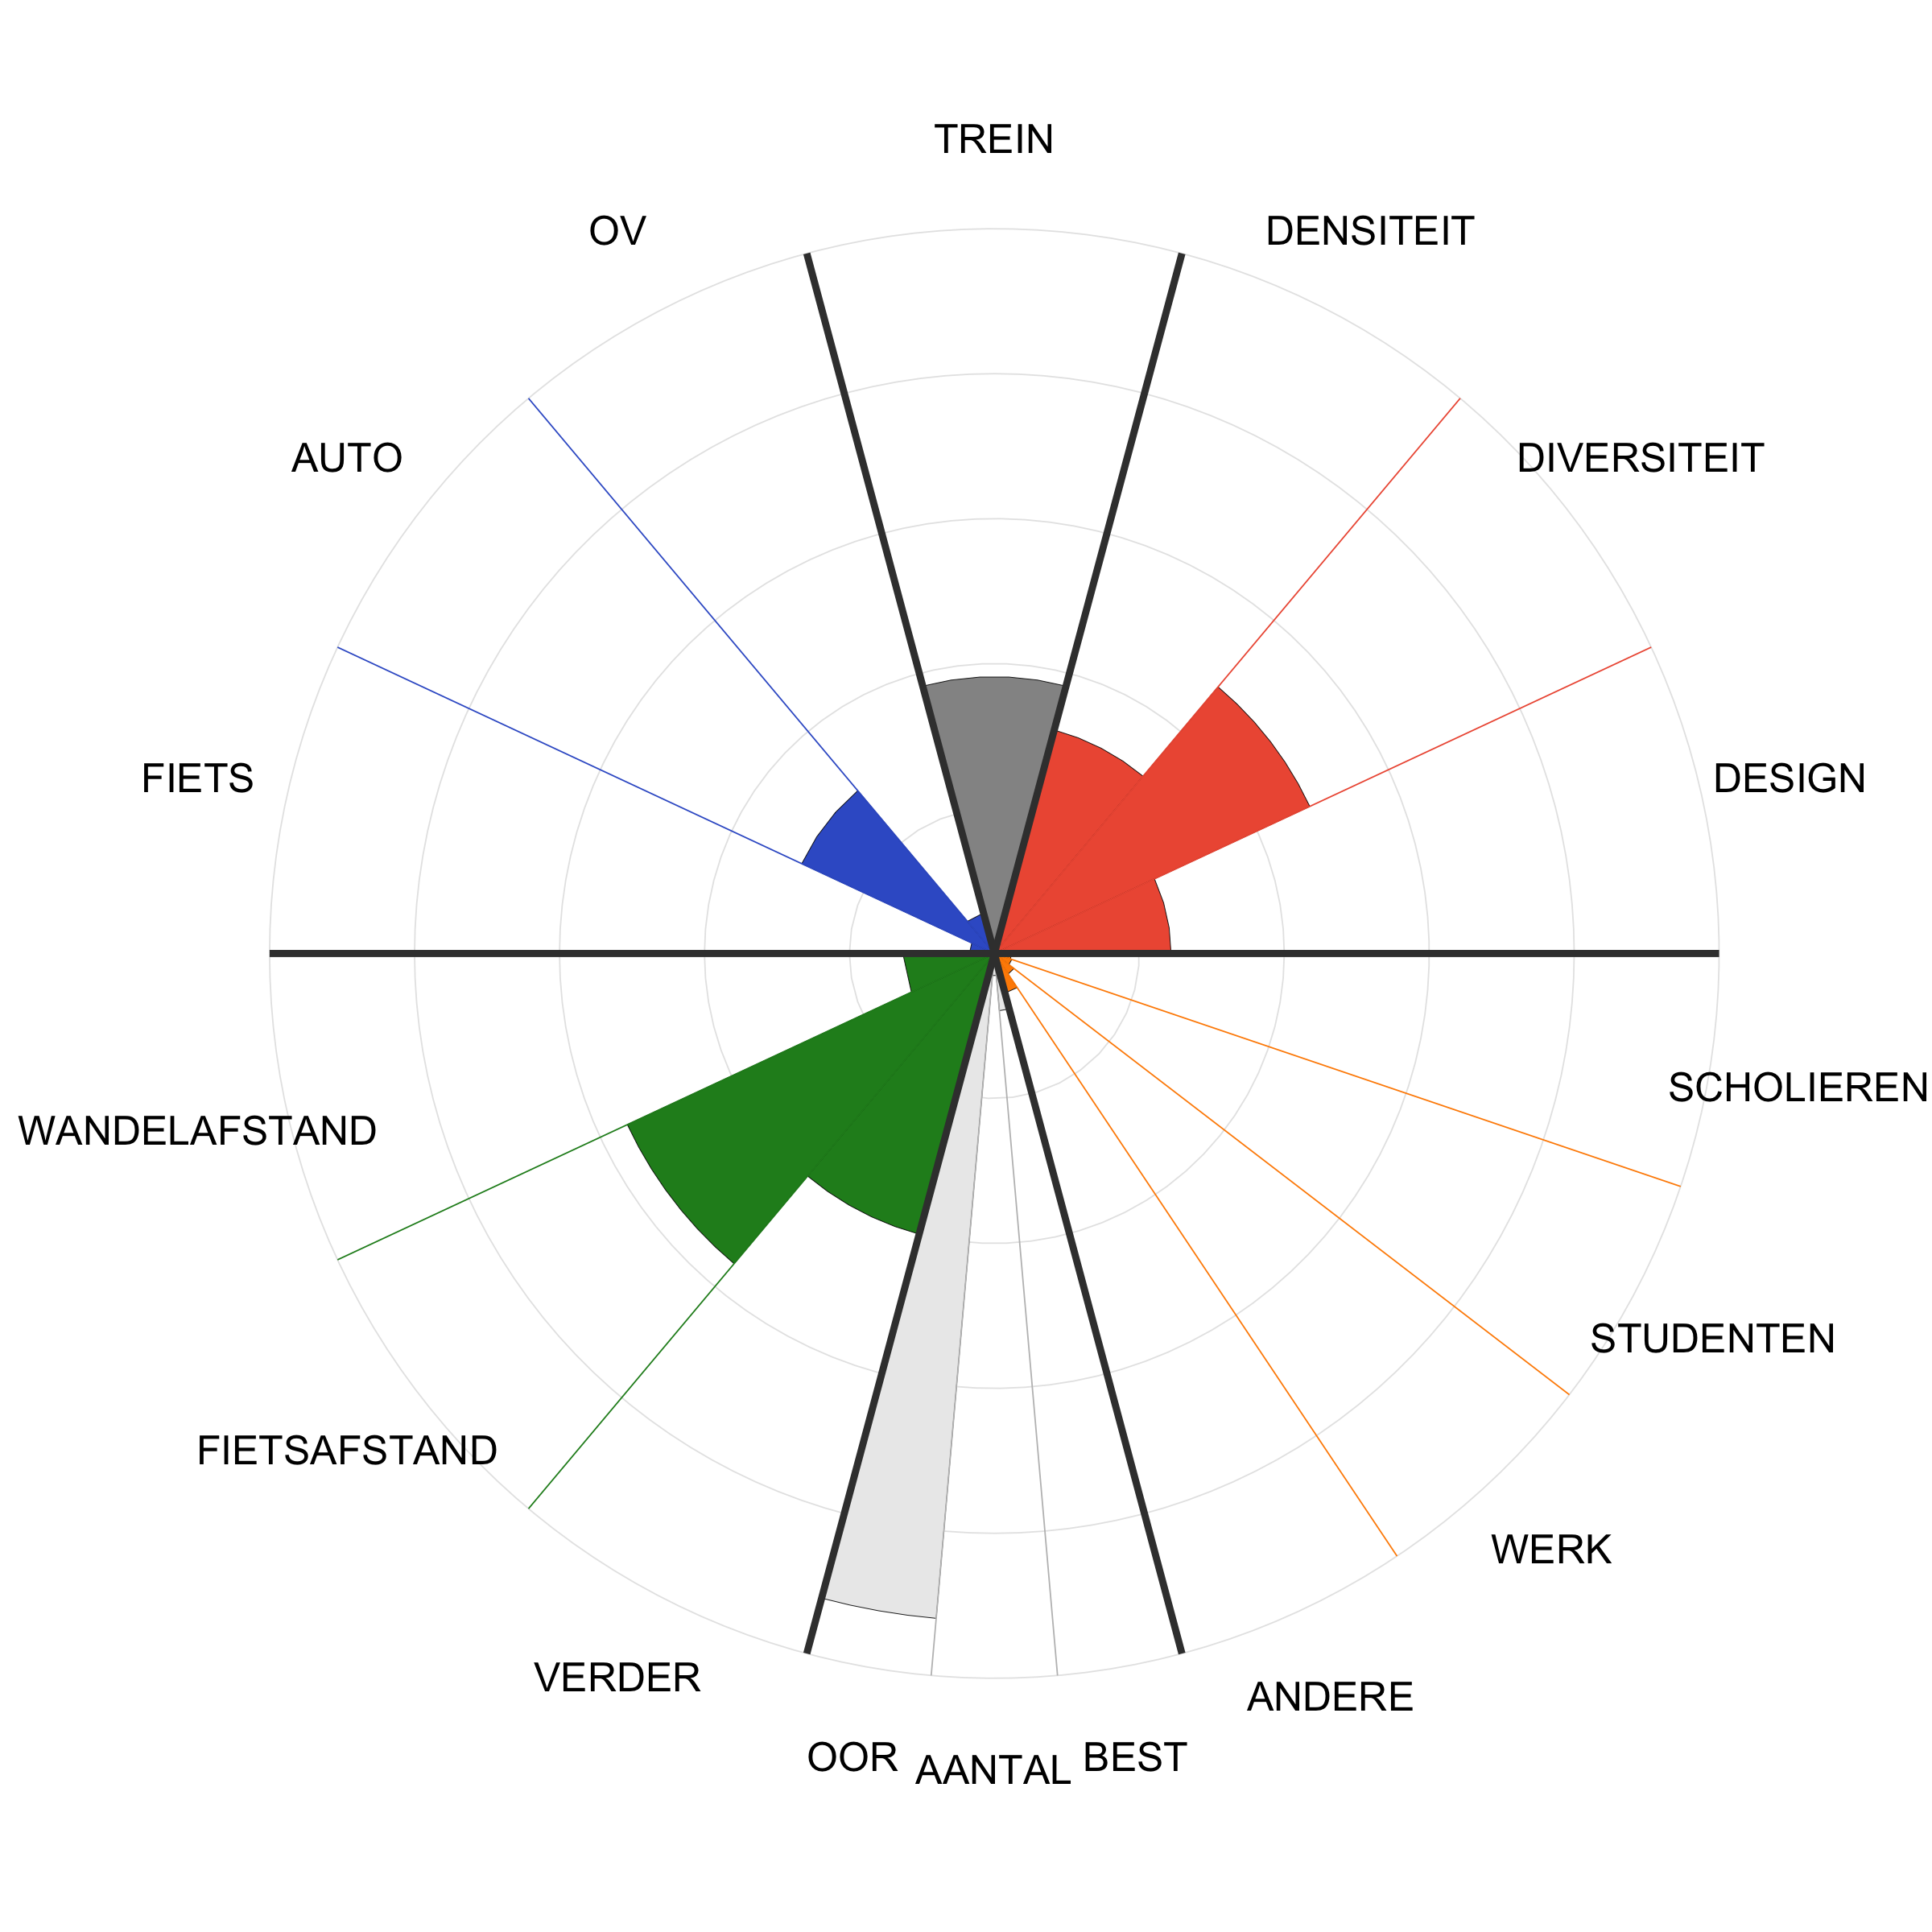 TREIN
OV
DENSITEIT
AUTO
DIVERSITEIT
FIETS
DESIGN
SCHOLIEREN
WANDELAFSTAND
STUDENTEN
FIETSAFSTAND
WERK
VERDER
ANDERE
OOR
AANTAL
BEST